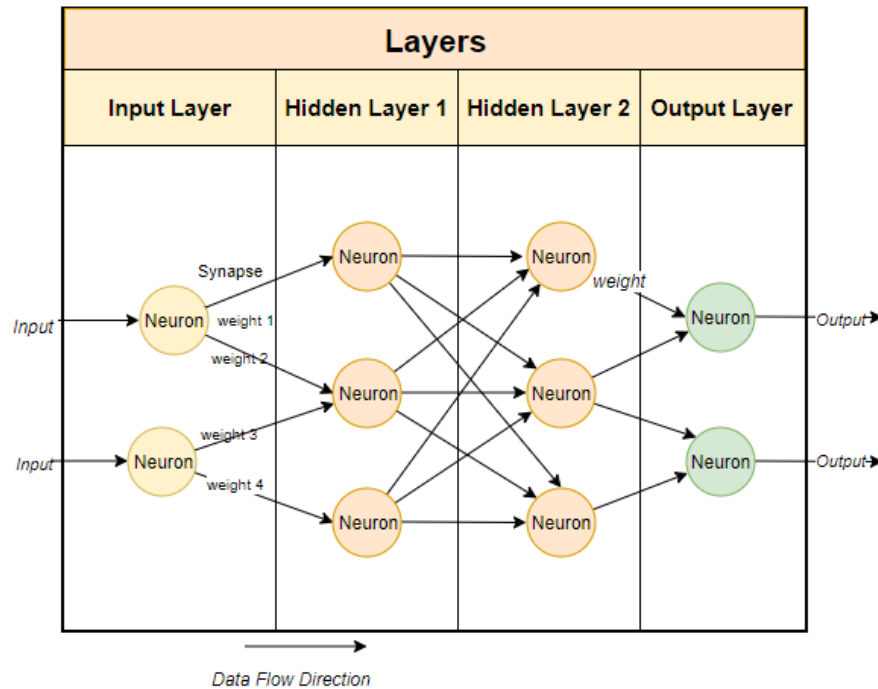 Layers
Input Layer
Hidden Layer 1
Hidden Layer 2
Output Layer
Neuron
Neuron
Synapse
weight
Neuron
Neuron
Input
weight 1
Output
weight 2
Neuron
Neuron
weight 3
Input
Neuron
Neuron
Output
weight 4
Neuron
Neuron
Data Flow Direction